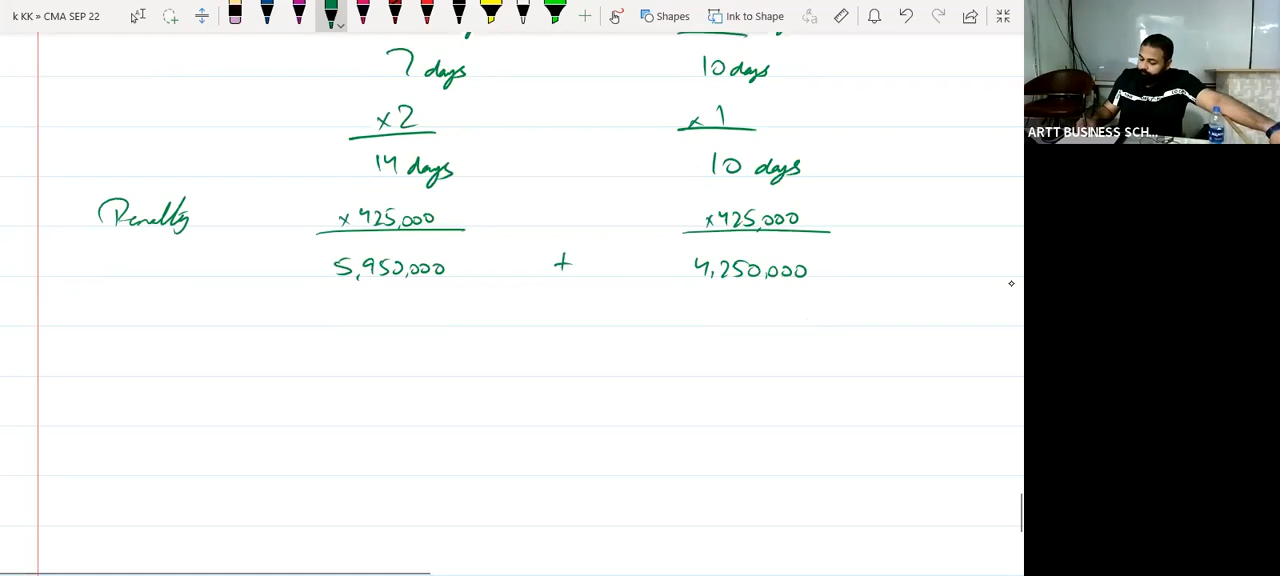 k KK » CMA SEP 22
Shapes
Ink to Shape
7 days
10 days
x2
x 1
14 days
10 days
Penalty
x 425,000
x 425,000
5,950,000 + 4,250,000
ARTT BUSINESS SCH...